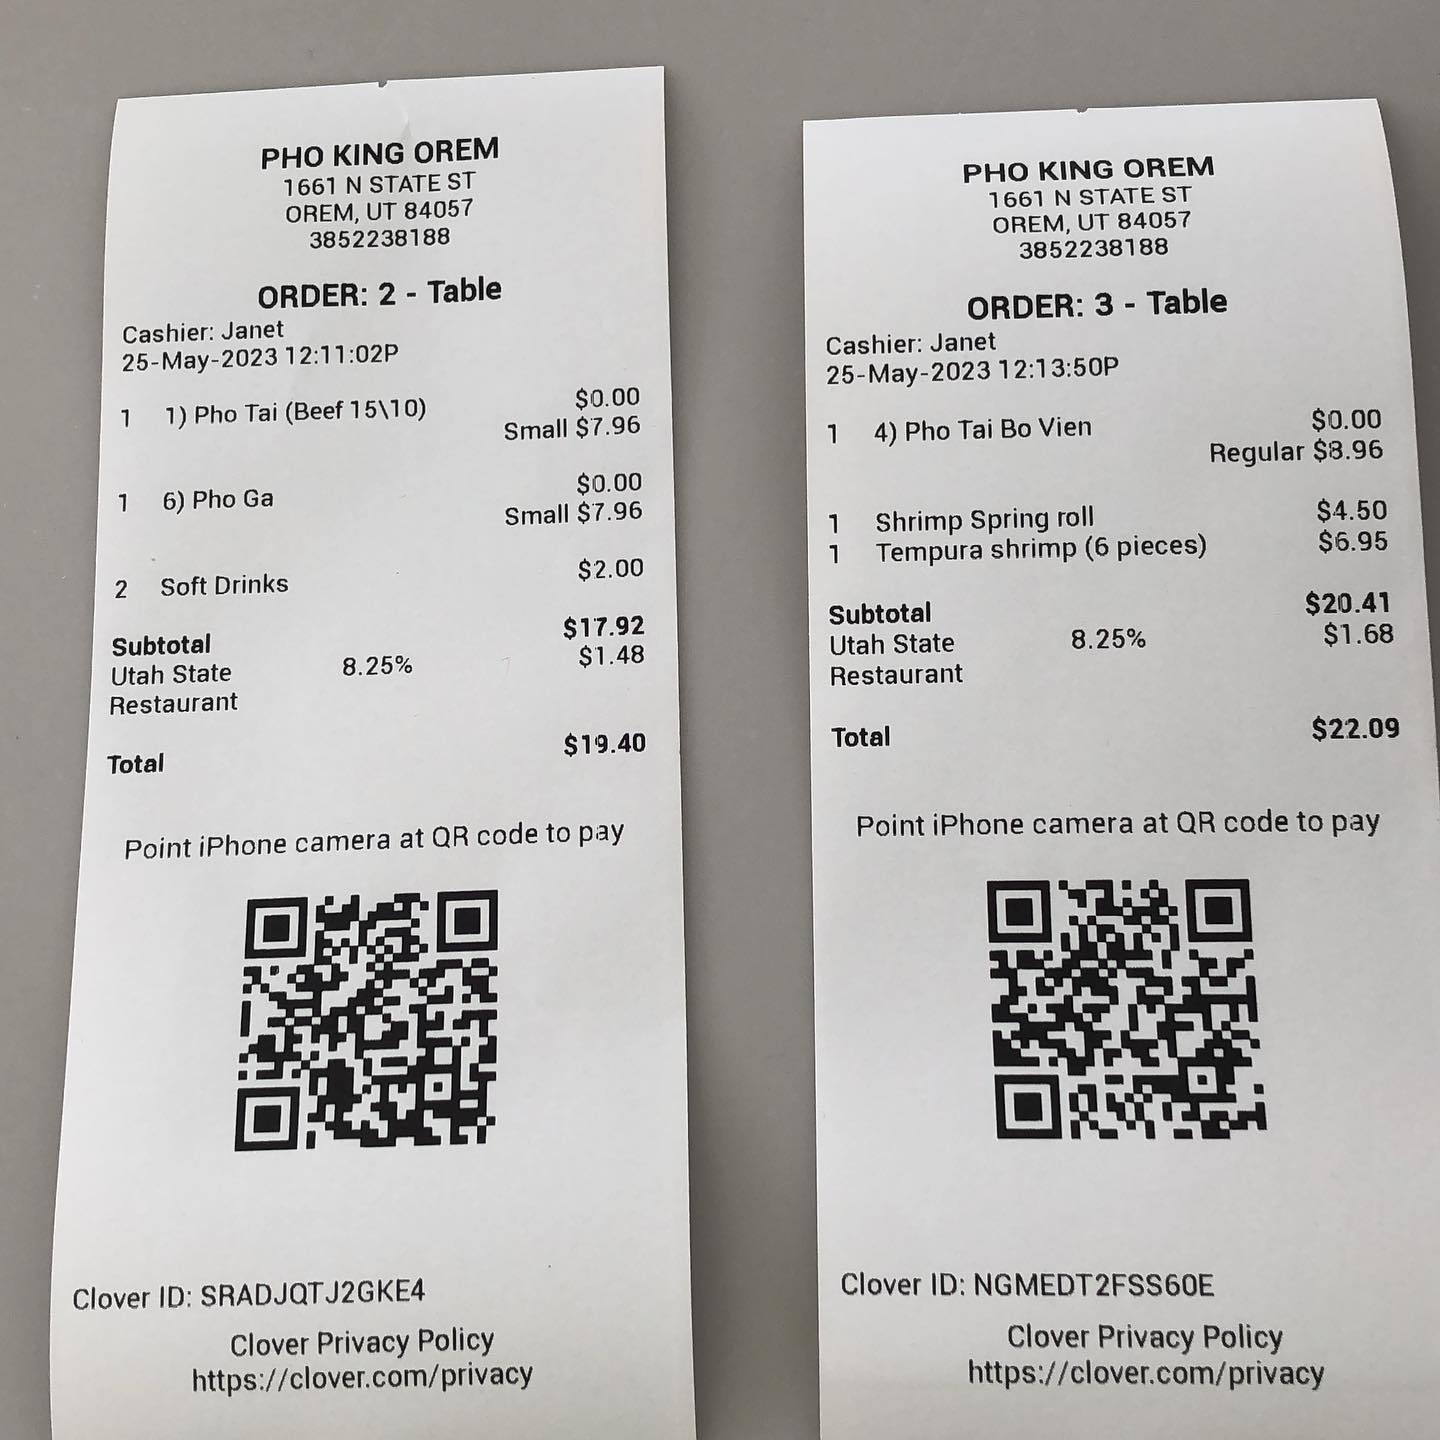 PHO KING OREM
1661 N STATE ST
OREM, UT 84057
3852238188
ORDER: 2 - Table
Cashier: Janet
25-May-2023 12:11:02P
1 1) Pho Tai (Beef 15\10) $0.00
Small $7.96
1 6) Pho Ga $0.00
Small $7.96
2 Soft Drinks $2.00
Subtotal $17.92
Utah State 8.25% $1.48
Restaurant
Total $19.40
Point iPhone camera at QR code to pay
Clover ID: SRADJQTJ2GKE4
Clover Privacy Policy
https://clover.com/privacy
PHO KING OREM
1661 N STATE ST
OREM, UT 84057
3852238188
ORDER: 3 - Table
Cashier: Janet
25-May-2023 12:13:50P
1 4) Pho Tai Bo Vien $0.00
Regular $8.96
1 Shrimp Spring roll $4.50
1 Tempura shrimp (6 pieces) $6.95
Subtotal $20.41
Utah State 8.25% $1.68
Restaurant
Total $22.09
Point iPhone camera at QR code to pay
Clover ID: NGMEDT2FSS60E
Clover Privacy Policy
https://clover.com/privacy